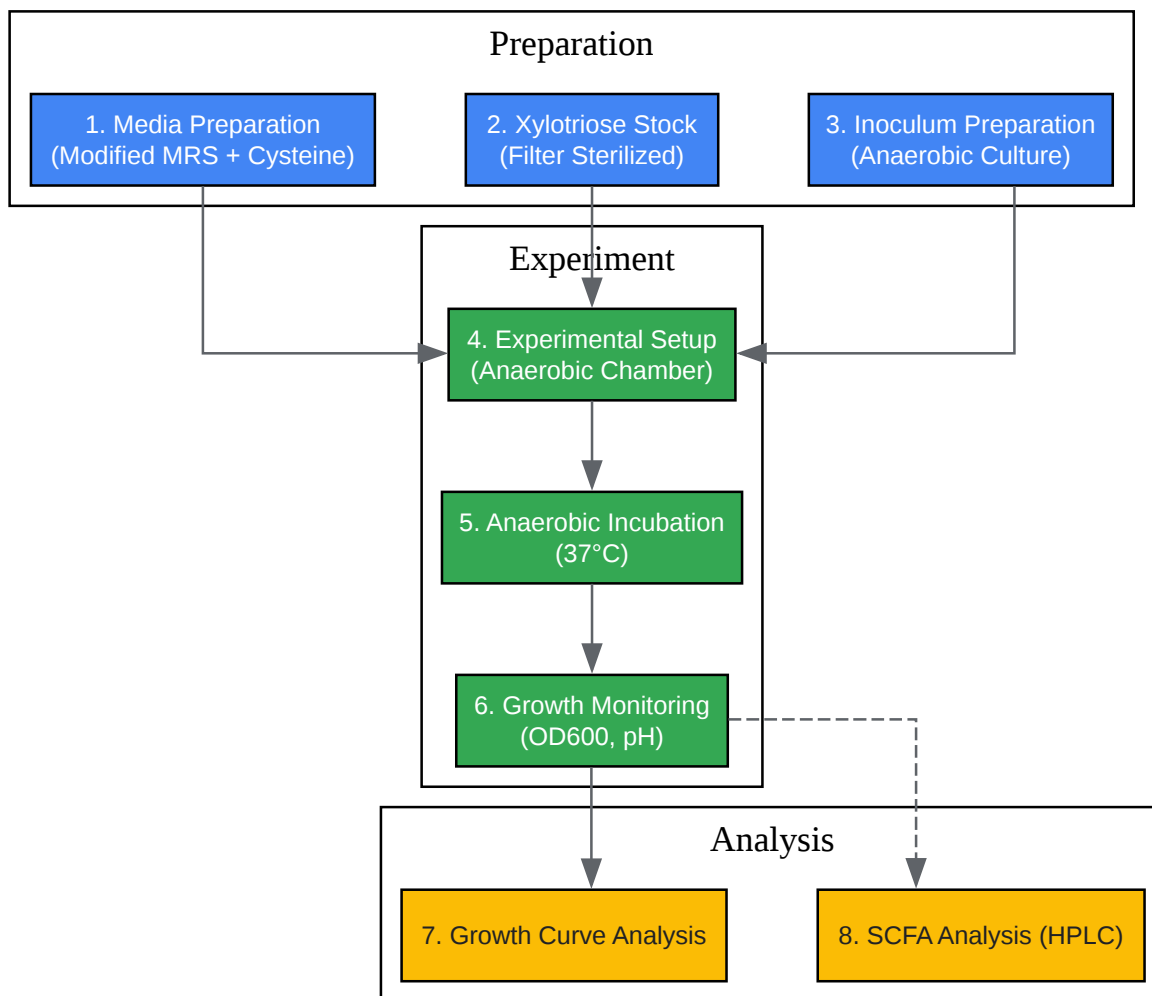 Preparation
1. Media Preparation
(Modified MRS + Cysteine)
2. Xylotriose Stock
(Filter Sterilized)
3. Inoculum Preparation
(Anaerobic Culture)
Experiment
4. Experimental Setup
(Anaerobic Chamber)
5. Anaerobic Incubation
(37°C)
6. Growth Monitoring
(OD600, pH)
Analysis
7. Growth Curve Analysis
8. SCFA Analysis (HPLC)